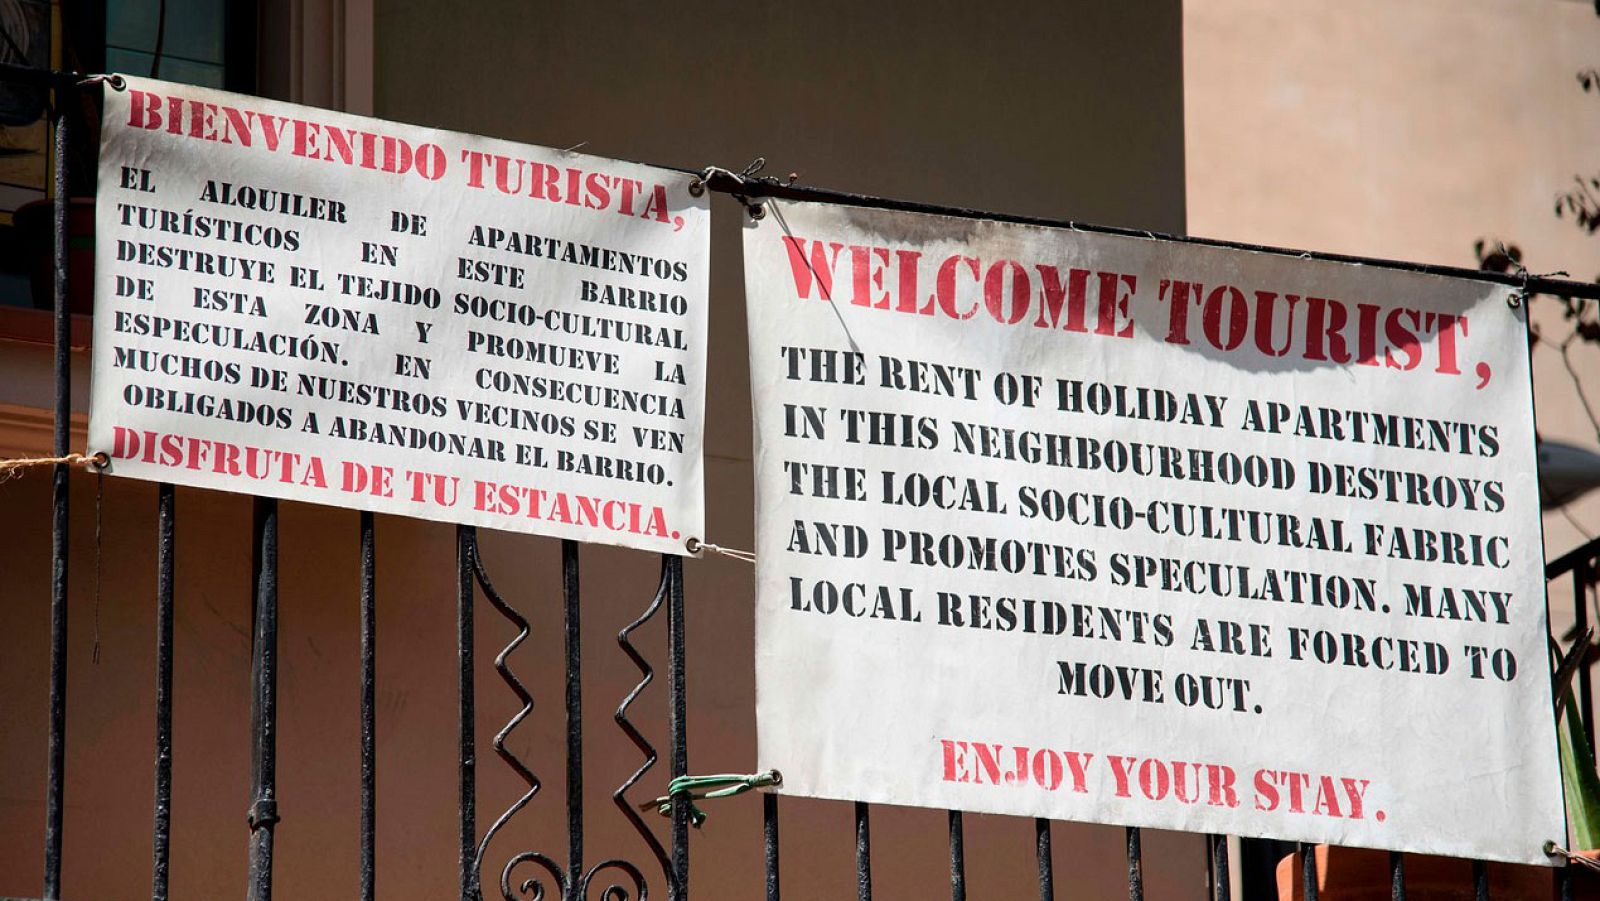 BIENVENIDO TURISTA,
EL ALQUILER DE APARTAMENTOS
TURÍSTICOS EN ESTE BARRIO
DESTRUYE EL TEJIDO SOCIO-CULTURAL
DE ESTA ZONA Y PROMUEVE LA
ESPECULACIÓN. EN CONSECUENCIA
MUCHOS DE NUESTROS VECINOS SE VEN
OBLIGADOS A ABANDONAR EL BARRIO.
DISFRUTA DE TU ESTANCIA.
WELCOME TOURIST,
THE RENT OF HOLIDAY APARTMENTS
IN THIS NEIGHBOURHOOD DESTROYS
THE LOCAL SOCIO-CULTURAL FABRIC
AND PROMOTES SPECULATION. MANY
LOCAL RESIDENTS ARE FORCED TO
MOVE OUT.
ENJOY YOUR STAY.